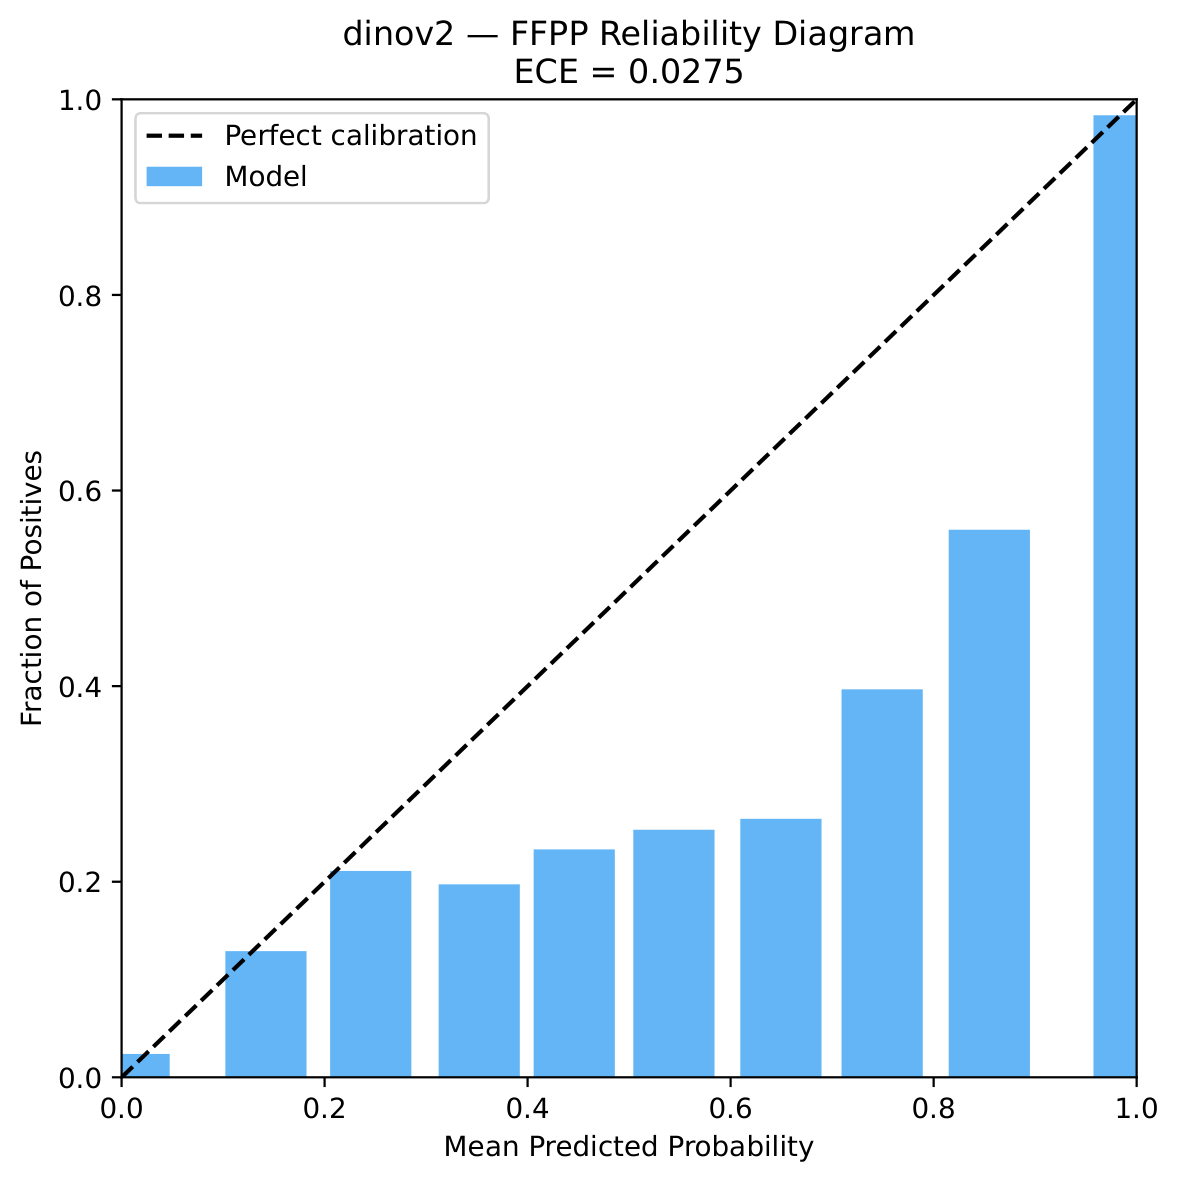 dinov2 — FFPP Reliability Diagram
ECE = 0.0275
Perfect calibration
Model
Fraction of Positives
1.0
0.8
0.6
0.4
0.2
0.0
0.0 0.2 0.4 0.6 0.8 1.0
Mean Predicted Probability